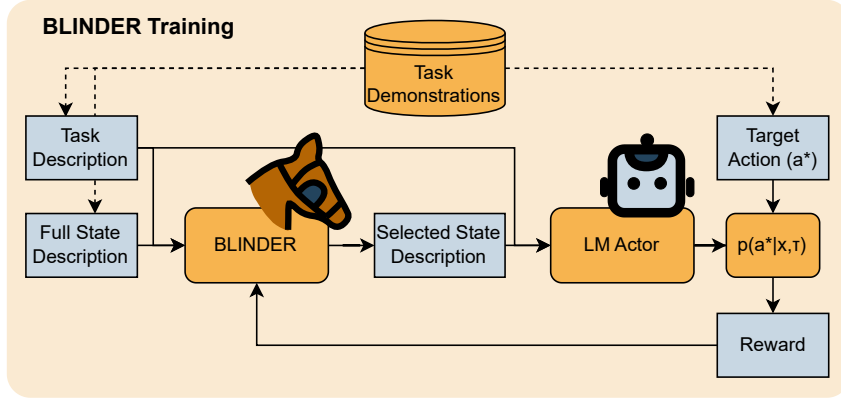 BLINDER Training
Task
Demonstrations
Task
Description
Target
Action (a*)
Full State
Description
BLINDER
Selected State
Description
LM Actor
p(a*|x,τ)
Reward